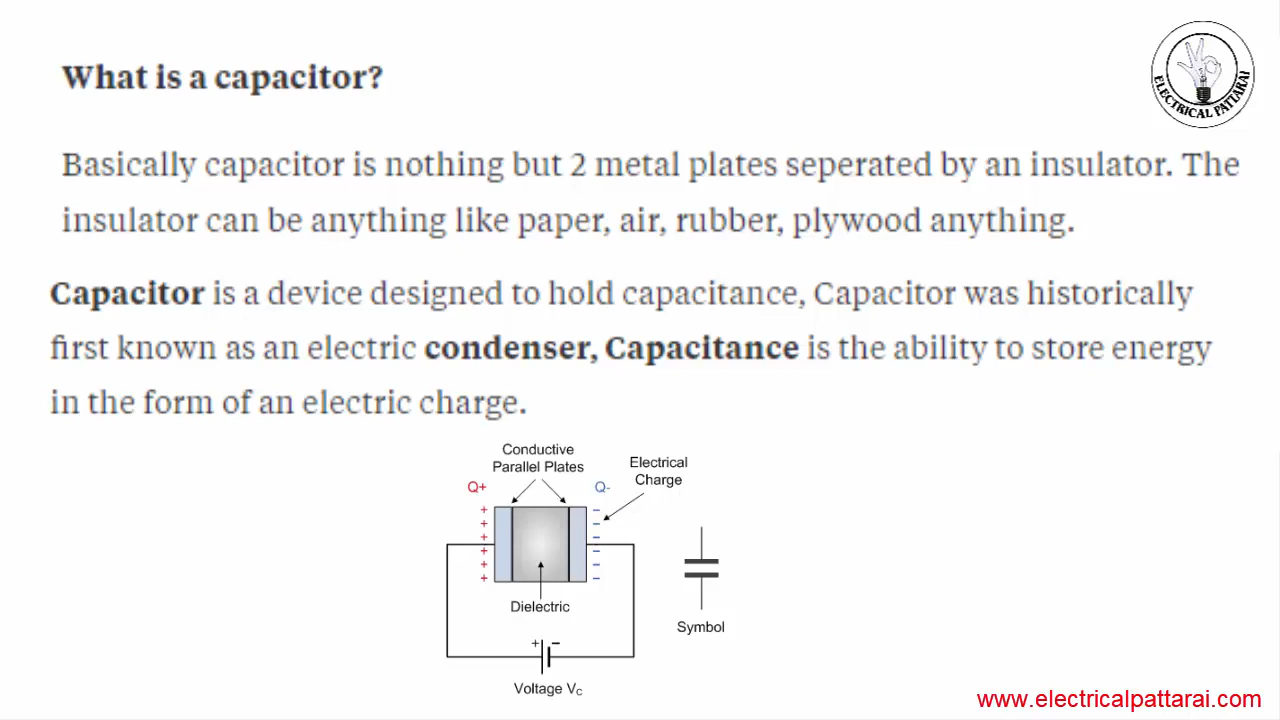 What is a capacitor?
ELECTRICAL PATTARAI
Basically capacitor is nothing but 2 metal plates seperated by an insulator. The
insulator can be anything like paper, air, rubber, plywood anything.
Capacitor is a device designed to hold capacitance, Capacitor was historically
first known as an electric condenser, Capacitance is the ability to store energy
in the form of an electric charge.
Conductive
Parallel Plates
Electrical
Charge
Q+
Q-
+ −
+ −
+ −
+ −
+ −
+ −
Dielectric
Symbol
+ −
Voltage VC
www.electricalpattarai.com